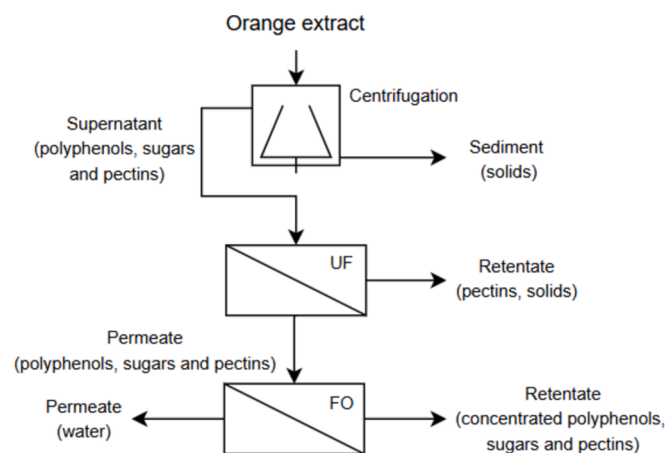 Orange extract
Centrifugation
Supernatant
(polyphenols, sugars
and pectins)
Sediment
(solids)
UF
Retentate
(pectins, solids)
Permeate
(polyphenols, sugars and pectins)
FO
Permeate
(water)
Retentate
(concentrated polyphenols,
sugars and pectins)